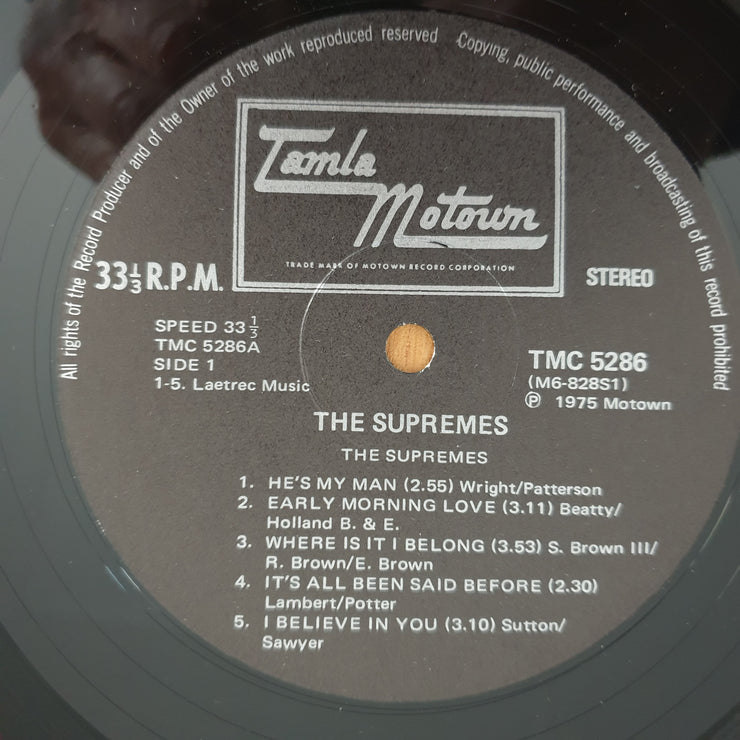 All rights of the Record Producer and of the Owner of the work reproduced reserved Copying, public performance and broadcasting of this record prohibited
Tamla
Motown
TRADE MARK OF MOTOWN RECORD CORPORATION
33⅓ R.P.M.
STEREO
SPEED 33⅓
TMC 5286A
SIDE 1
1-5. Laetrec Music
TMC 5286
(M6-828S1)
Ⓟ 1975 Motown
THE SUPREMES
THE SUPREMES
1. HE'S MY MAN (2.55) Wright/Patterson
2. EARLY MORNING LOVE (3.11) Beatty/
Holland B. & E.
3. WHERE IS IT I BELONG (3.53) S. Brown III/
R. Brown/E. Brown
4. IT'S ALL BEEN SAID BEFORE (2.30)
Lambert/Potter
5. I BELIEVE IN YOU (3.10) Sutton/
Sawyer